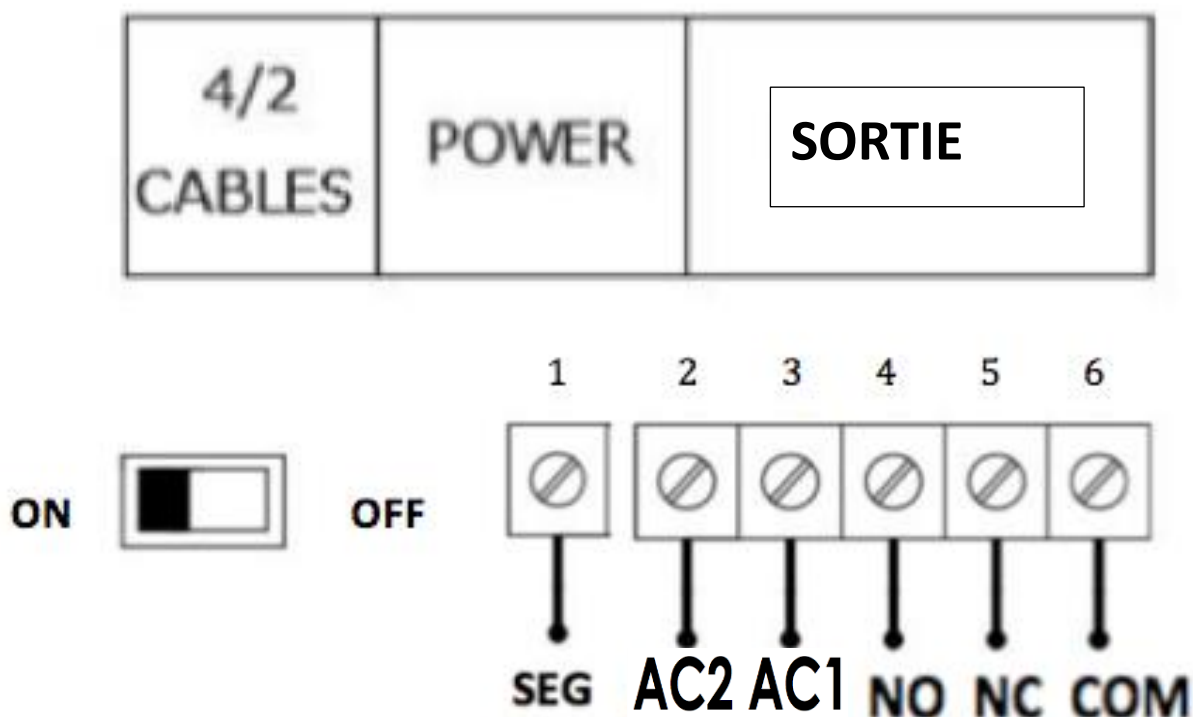 4/2
CABLES
POWER
SORTIE
1 2 3 4 5 6
ON OFF
SEG AC2 AC1 NO NC COM